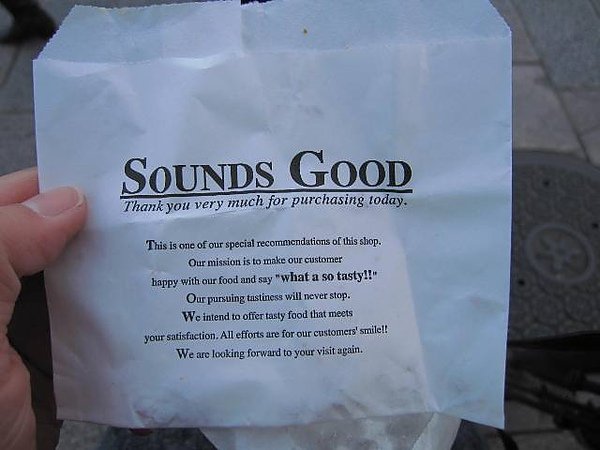 SOUNDS GOOD
Thank you very much for purchasing today.
This is one of our special recommendations of this shop.
Our mission is to make our customer
happy with our food and say "what a so tasty!!"
Our pursuing tastiness will never stop.
We intend to offer tasty food that meets
your satisfaction. All efforts are for our customers' smile!!
We are looking forward to your visit again.